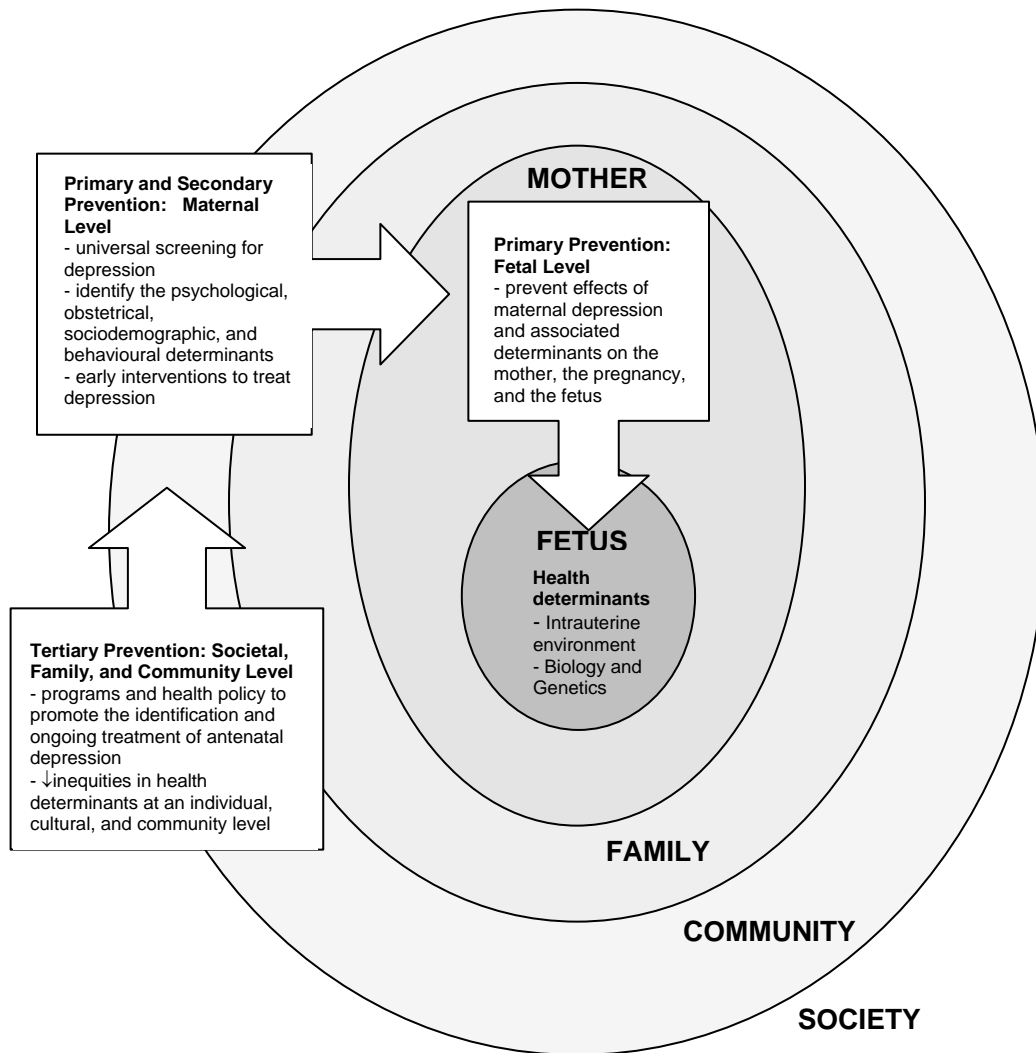 MOTHER
Primary and Secondary
Prevention: Maternal
Level
- universal screening for
depression
- identify the psychological,
obstetrical,
sociodemographic, and
behavioural determinants
- early interventions to treat
depression
Primary Prevention:
Fetal Level
- prevent effects of
maternal depression
and associated
determinants on the
mother, the pregnancy,
and the fetus
FETUS
Health
determinants
- Intrauterine
environment
- Biology and
Genetics
Tertiary Prevention: Societal,
Family, and Community Level
- programs and health policy to
promote the identification and
ongoing treatment of antenatal
depression
- ↓inequities in health
determinants at an individual,
cultural, and community level
FAMILY
COMMUNITY
SOCIETY